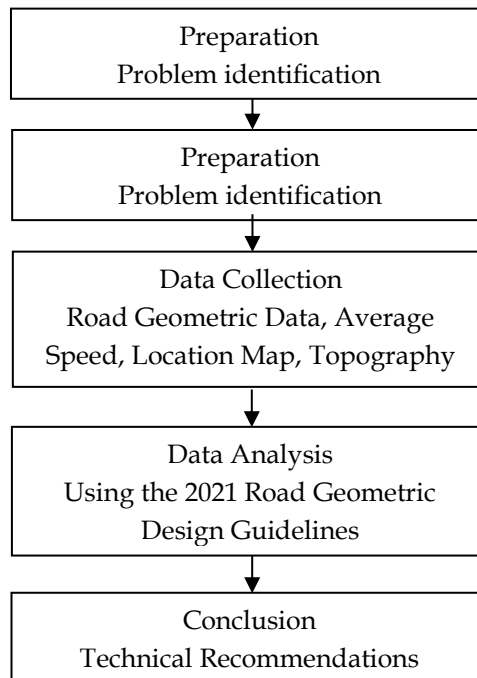 Preparation
Problem identification
Preparation
Problem identification
Data Collection
Road Geometric Data, Average
Speed, Location Map, Topography
Data Analysis
Using the 2021 Road Geometric
Design Guidelines
Conclusion
Technical Recommendations